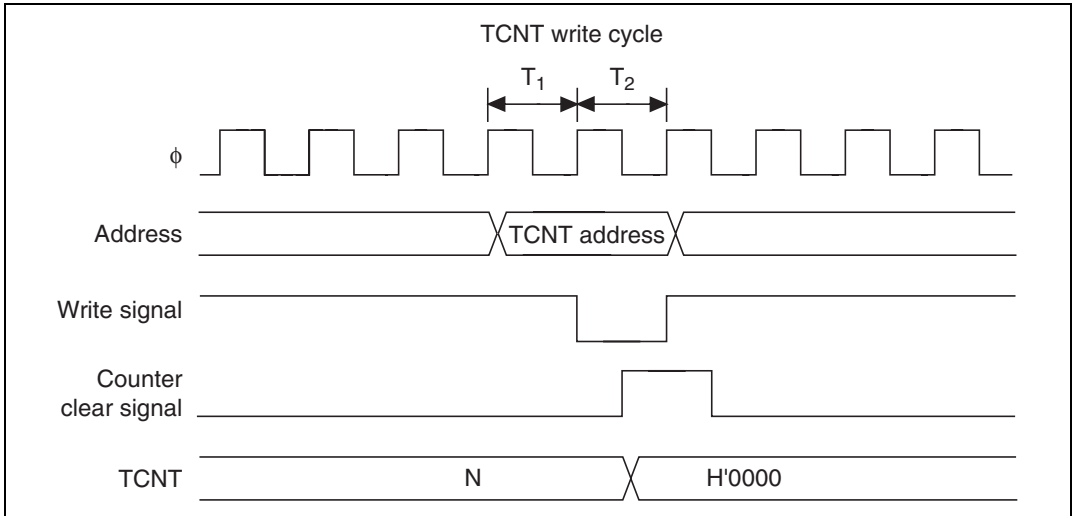 TCNT write cycle
T1 T2
ϕ
Address
TCNT address
Write signal
Counter
clear signal
TCNT
N
H'0000